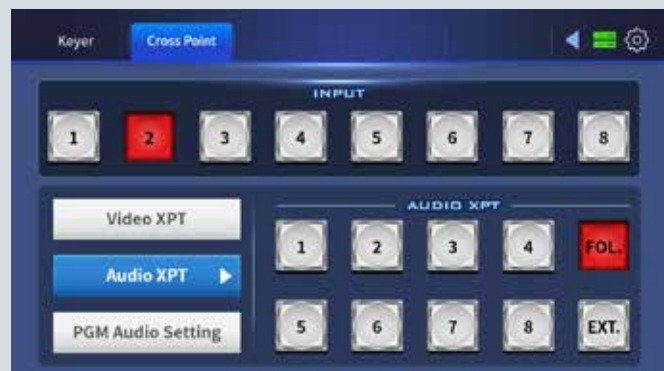 Keyer Cross Point
INPUT
1 2 3 4 5 6 7 8
Video XPT
Audio XPT
PGM Audio Setting
AUDIO XPT
1 2 3 4 FOL.
5 6 7 8 EXT.